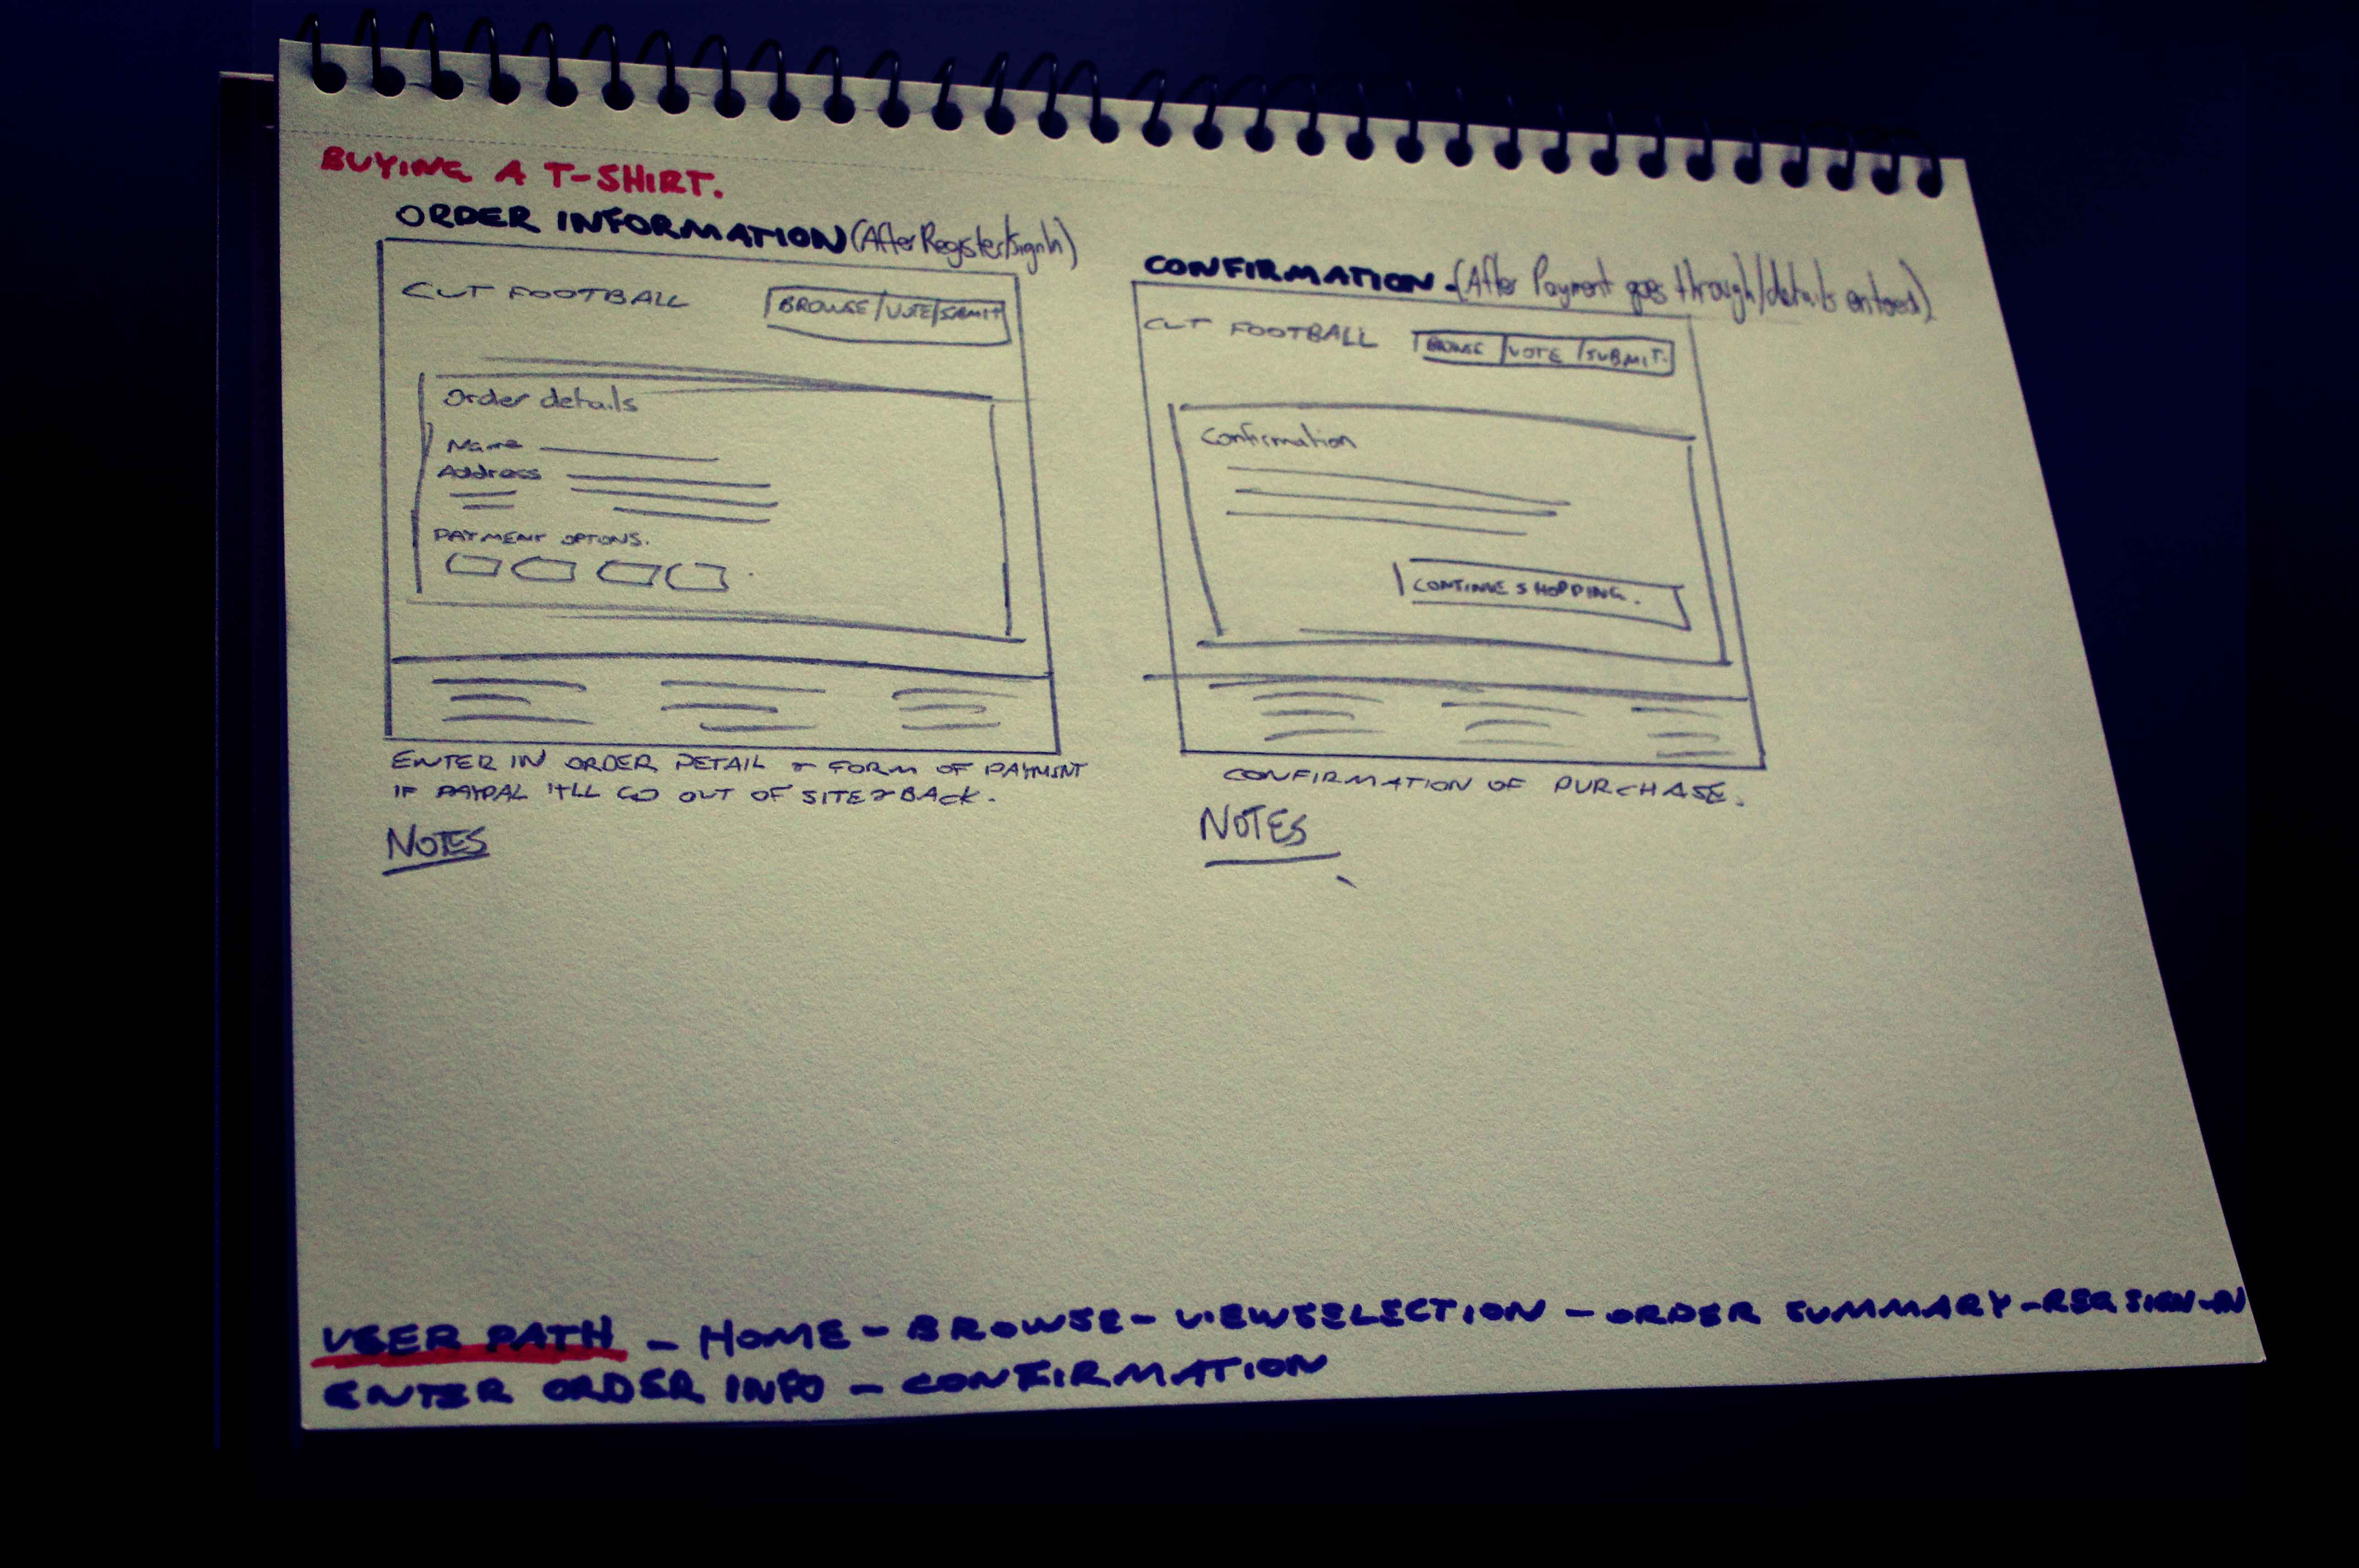 BUYING A T-SHIRT.
ORDER INFORMATION (After Register/sign in)
CUT FOOTBALL
BROWSE/VOTE/SUBMIT
Order details
Name
Address
PAYMENT OPTIONS.
ENTER IN ORDER DETAIL & FORM OF PAYMENT
IF PAYPAL IT'LL GO OUT OF SITE & BACK.
NOTES
CONFIRMATION. (After Payment goes through/details entered)
CUT FOOTBALL
BROWSE/VOTE/SUBMIT.
Confirmation
CONTINUE SHOPPING.
CONFIRMATION OF PURCHASE.
NOTES
USER PATH - HOME - BROWSE - VIEW SELECTION - ORDER SUMMARY - REG SIGN-IN
ENTER ORDER INFO - CONFIRMATION